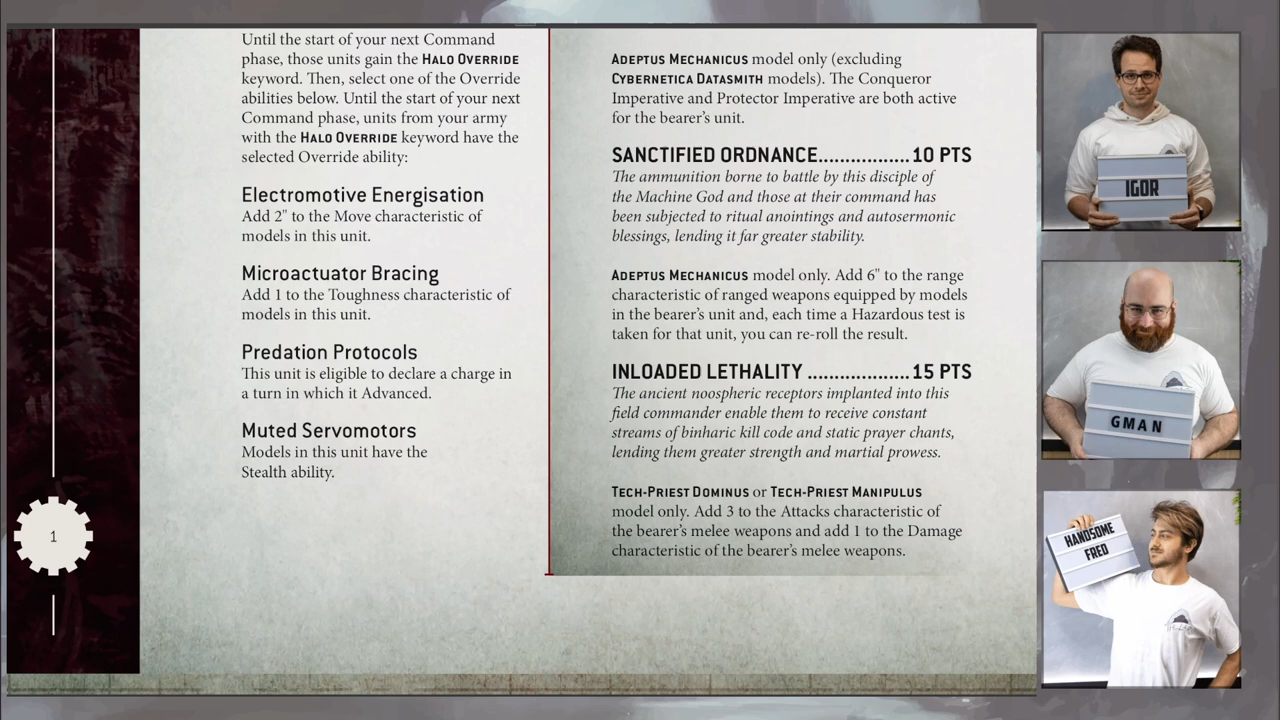 Until the start of your next Command
phase, those units gain the HALO OVERRIDE
keyword. Then, select one of the Override
abilities below. Until the start of your next
Command phase, units from your army
with the HALO OVERRIDE keyword have the
selected Override ability:
Electromotive Energisation
Add 2" to the Move characteristic of
models in this unit.
Microactuator Bracing
Add 1 to the Toughness characteristic of
models in this unit.
Predation Protocols
This unit is eligible to declare a charge in
a turn in which it Advanced.
Muted Servomotors
Models in this unit have the
Stealth ability.
1
ADEPTUS MECHANICUS model only (excluding
CYBERNETICA DATASMITH models). The Conqueror
Imperative and Protector Imperative are both active
for the bearer's unit.
SANCTIFIED ORDNANCE.................10 PTS
The ammunition borne to battle by this disciple of
the Machine God and those at their command has
been subjected to ritual anointings and autosermonic
blessings, lending it far greater stability.
ADEPTUS MECHANICUS model only. Add 6" to the range
characteristic of ranged weapons equipped by models
in the bearer's unit and, each time a Hazardous test is
taken for that unit, you can re-roll the result.
INLOADED LETHALITY ...................15 PTS
The ancient noospheric receptors implanted into this
field commander enable them to receive constant
streams of binharic kill code and static prayer chants,
lending them greater strength and martial prowess.
TECH-PRIEST DOMINUS or TECH-PRIEST MANIPULUS
model only. Add 3 to the Attacks characteristic of
the bearer's melee weapons and add 1 to the Damage
characteristic of the bearer's melee weapons.
IGOR
GMAN
HANDSOME
FRED